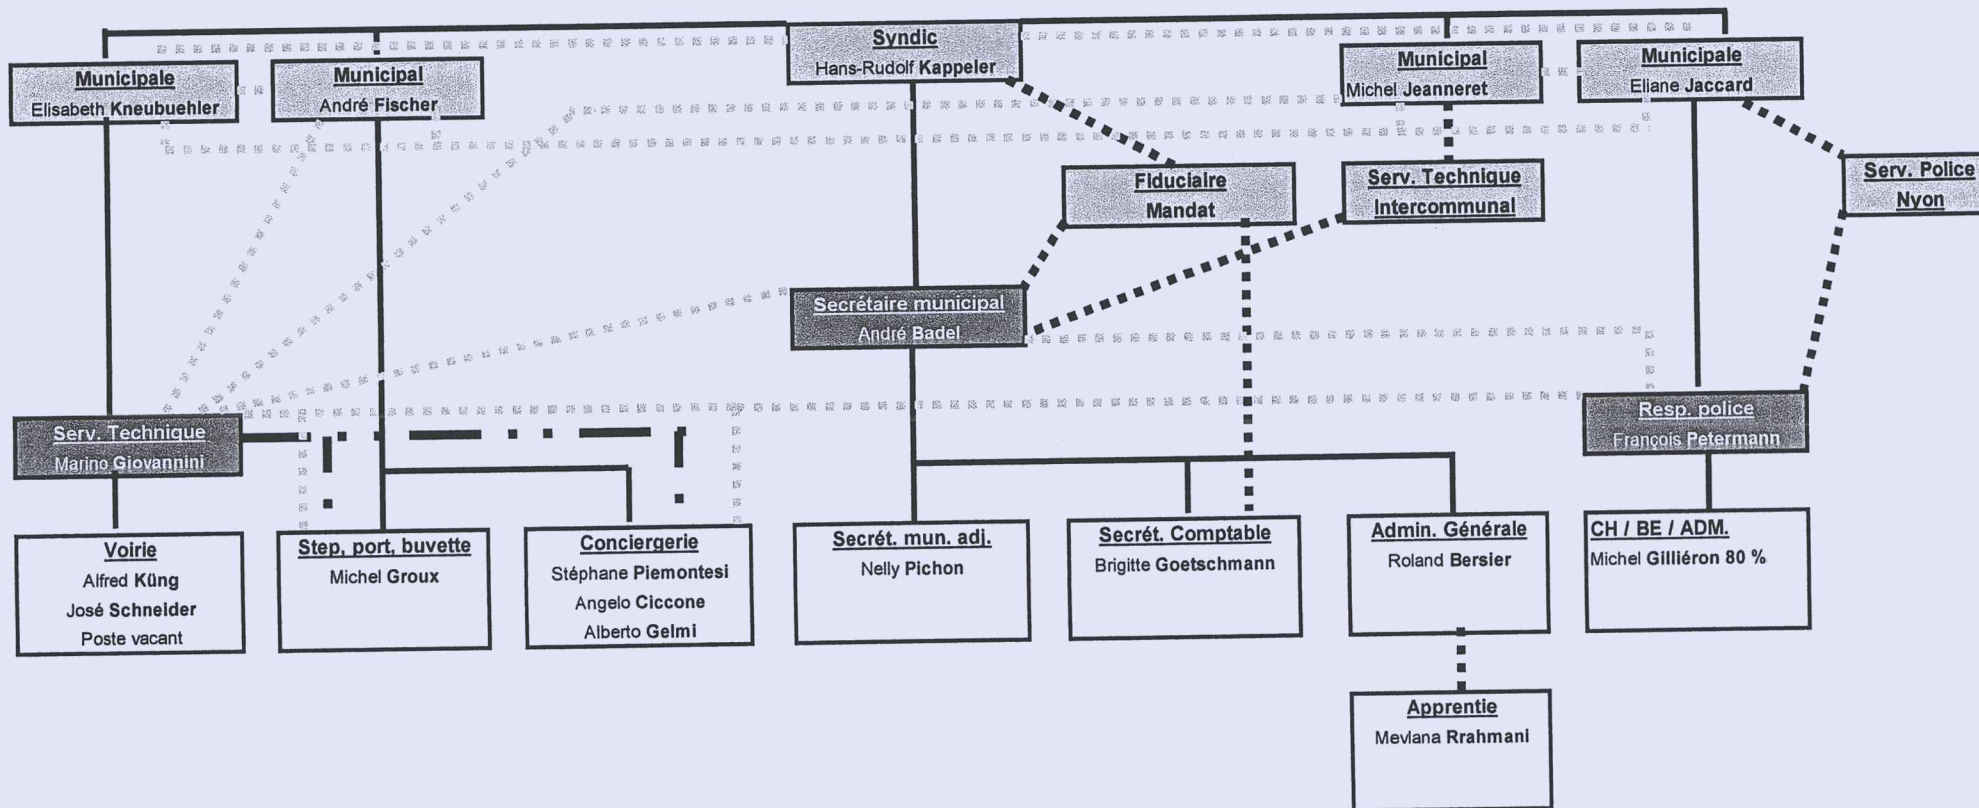 Syndic
Hans-Rudolf Kappeler
Municipale
Elisabeth Kneubuehler
Municipal
André Fischer
Municipal
Michel Jeanneret
Municipale
Eliane Jaccard
Fiduciaire
Mandat
Serv. Technique
Intercommunal
Serv. Police
Nyon
Secrétaire municipal
André Badel
Serv. Technique
Marino Giovannini
Resp. police
François Petermann
Voirie
Alfred Küng
José Schneider
Poste vacant
Step, port, buvette
Michel Groux
Conciergerie
Stéphane Piemontesi
Angelo Ciccone
Alberto Gelmi
Secrét. mun. adj.
Nelly Pichon
Secrét. Comptable
Brigitte Goetschmann
Admin. Générale
Roland Bersier
CH / BE / ADM.
Michel Gilliéron 80 %
Apprentie
Mevlana Rrahmani